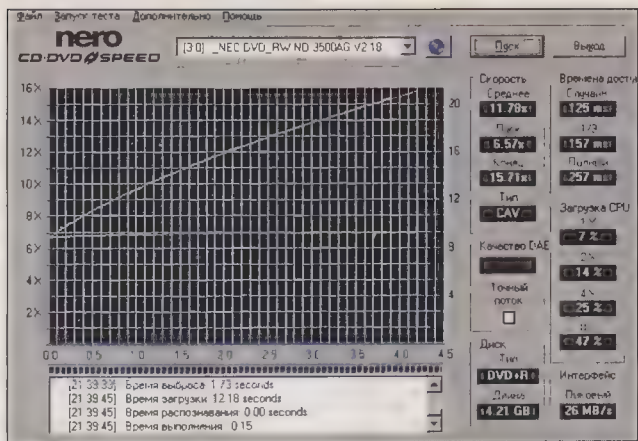 Файл Запуск теста Дополнительно Помощь
nero
CD-DVD SPEED
[3:0] _NEC DVD_RW ND 3500AG V2 18
Пуск
Выход
Скорость
Среднее
11.78x
Пуск
6.57x
Конец
15.71x
Тип
CAV
Времена доступа
Случайн
125 ms
1/3
157 ms
Полный
257 ms
Загрузка CPU
1 X
7 %
2 X
14 %
4 X
25 %
47 %
Качество DAE
Точный
поток
Диск
Тип
DVD+R
Длина
4.21 GB
Интерфейс
Пиковый
26 MB/s
16X
14X
12X
10X
8X
6X
4X
2X
20
16
12
8
4
0.0 0.5 1.0 1.5 2.0 2.5 3.0 3.5 4.0 4.5
[21 39 33] Время выброса 1 73 seconds
[21 39 45] Время загрузки 12.18 seconds
[21 39 45] Время распознавания 0.00 seconds
[21 39 45] Время выполнения 0 15